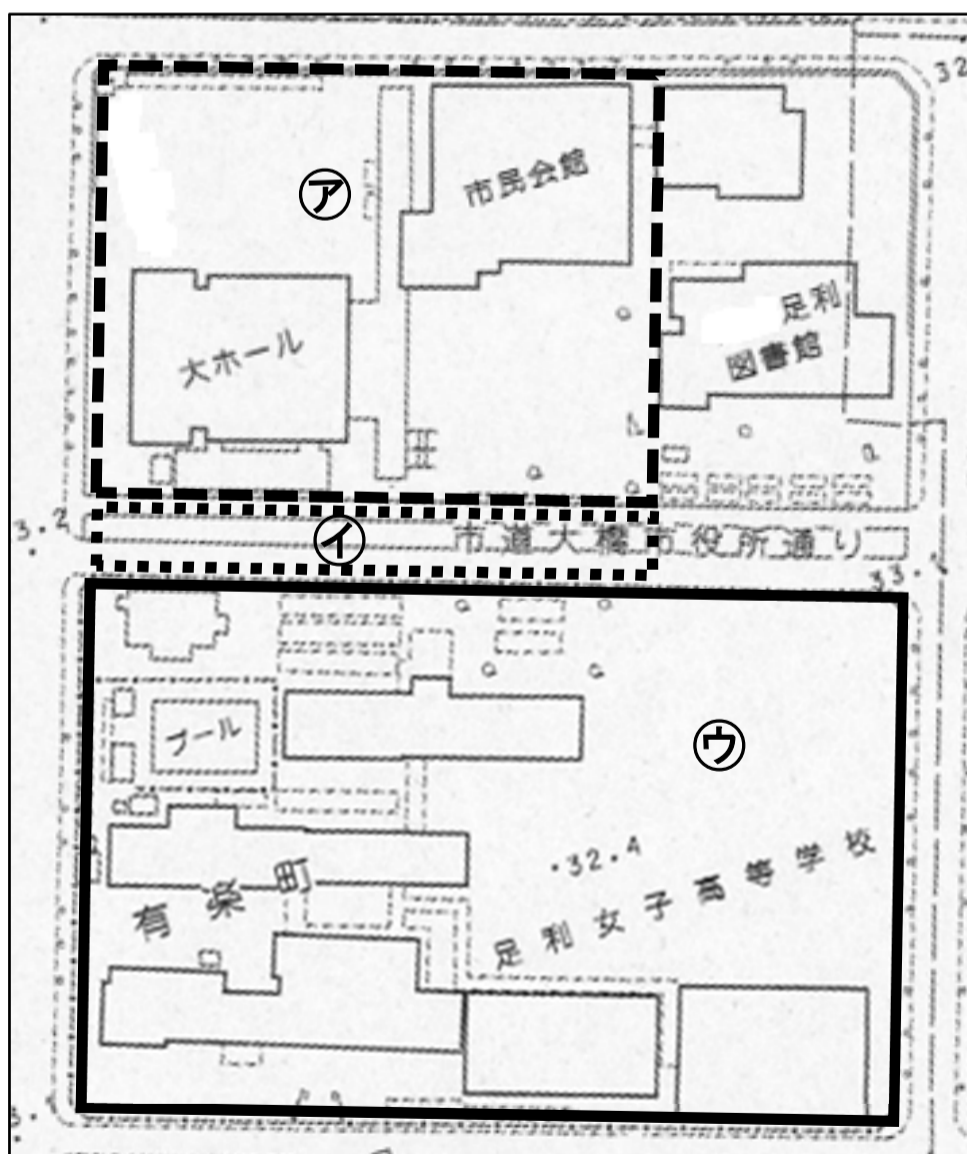 32
㋐
市民会館
大ホール
足利
図書館
3.2
㋑
市道大橋市役所通り
33.
プール
㋒
・32.4
足利女子高等学校
有楽町